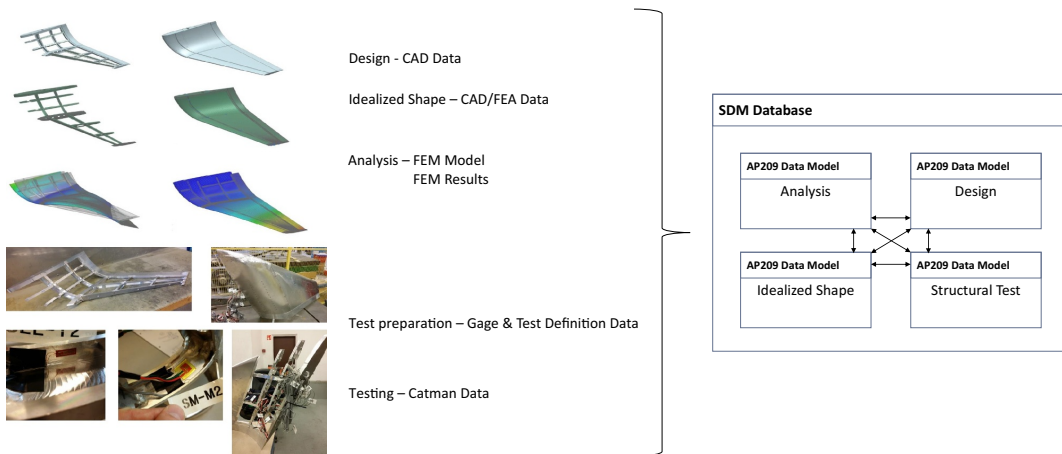 Design - CAD Data
Idealized Shape – CAD/FEA Data
Analysis – FEM Model
FEM Results
Test preparation – Gage & Test Definition Data
Testing – Catman Data
SM-M2
SDM Database
AP209 Data Model
Analysis
AP209 Data Model
Design
AP209 Data Model
Idealized Shape
AP209 Data Model
Structural Test